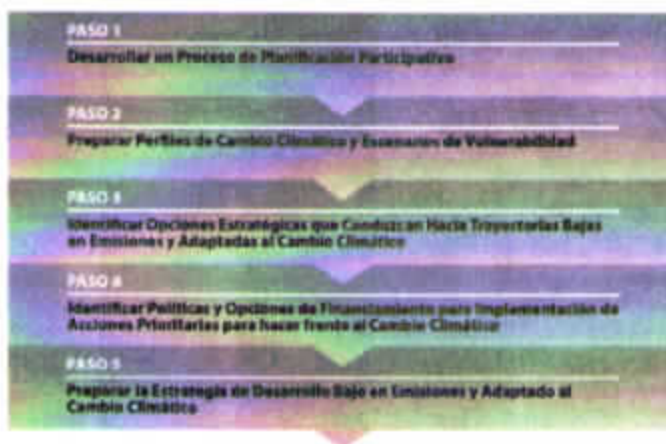 PASO 1
Desarrollar un Proceso de Planificación Participativo
PASO 2
Preparar Perfiles de Cambio Climático y Escenarios de Vulnerabilidad
PASO 3
Identificar Opciones Estratégicas que Conduzcan Hacia Trayectorias Bajas
en Emisiones y Adaptadas al Cambio Climático
PASO 4
Identificar Políticas y Opciones de Financiamiento para Implementación de
Acciones Prioritarias para hacer frente al Cambio Climático
PASO 5
Preparar la Estrategia de Desarrollo Bajo en Emisiones y Adaptado al
Cambio Climático